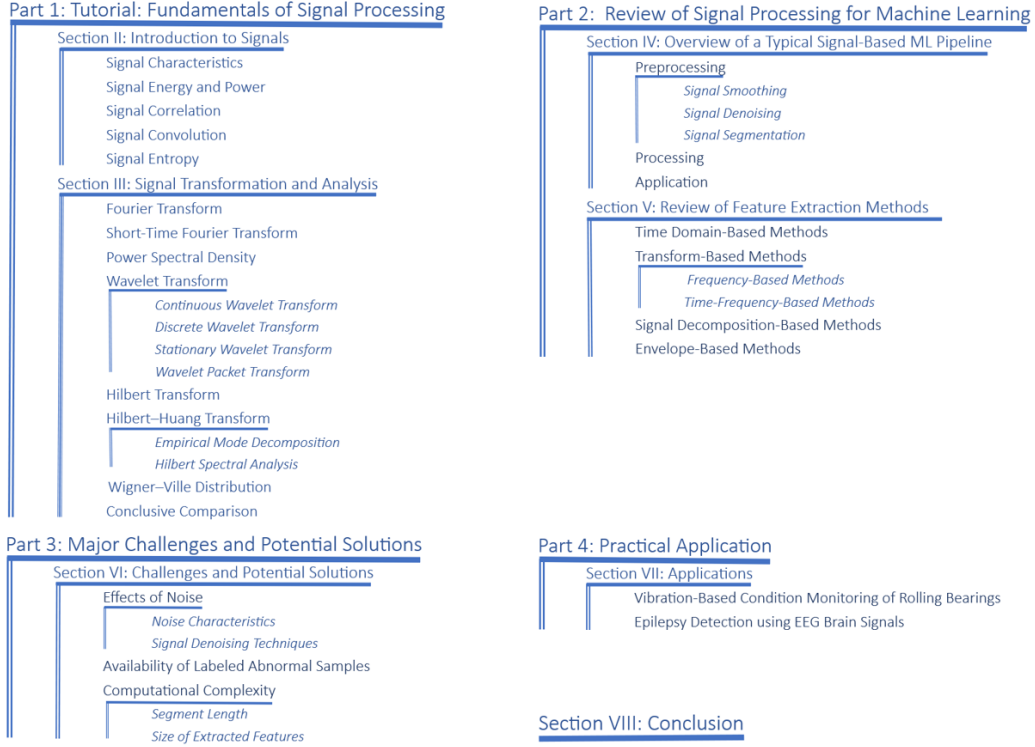 Part 1: Tutorial: Fundamentals of Signal Processing
Section II: Introduction to Signals
Signal Characteristics
Signal Energy and Power
Signal Correlation
Signal Convolution
Signal Entropy
Section III: Signal Transformation and Analysis
Fourier Transform
Short-Time Fourier Transform
Power Spectral Density
Wavelet Transform
Continuous Wavelet Transform
Discrete Wavelet Transform
Stationary Wavelet Transform
Wavelet Packet Transform
Hilbert Transform
Hilbert–Huang Transform
Empirical Mode Decomposition
Hilbert Spectral Analysis
Wigner–Ville Distribution
Conclusive Comparison
Part 2: Review of Signal Processing for Machine Learning
Section IV: Overview of a Typical Signal-Based ML Pipeline
Preprocessing
Signal Smoothing
Signal Denoising
Signal Segmentation
Processing
Application
Section V: Review of Feature Extraction Methods
Time Domain-Based Methods
Transform-Based Methods
Frequency-Based Methods
Time-Frequency-Based Methods
Signal Decomposition-Based Methods
Envelope-Based Methods
Part 3: Major Challenges and Potential Solutions
Section VI: Challenges and Potential Solutions
Effects of Noise
Noise Characteristics
Signal Denoising Techniques
Availability of Labeled Abnormal Samples
Computational Complexity
Segment Length
Size of Extracted Features
Part 4: Practical Application
Section VII: Applications
Vibration-Based Condition Monitoring of Rolling Bearings
Epilepsy Detection using EEG Brain Signals
Section VIII: Conclusion